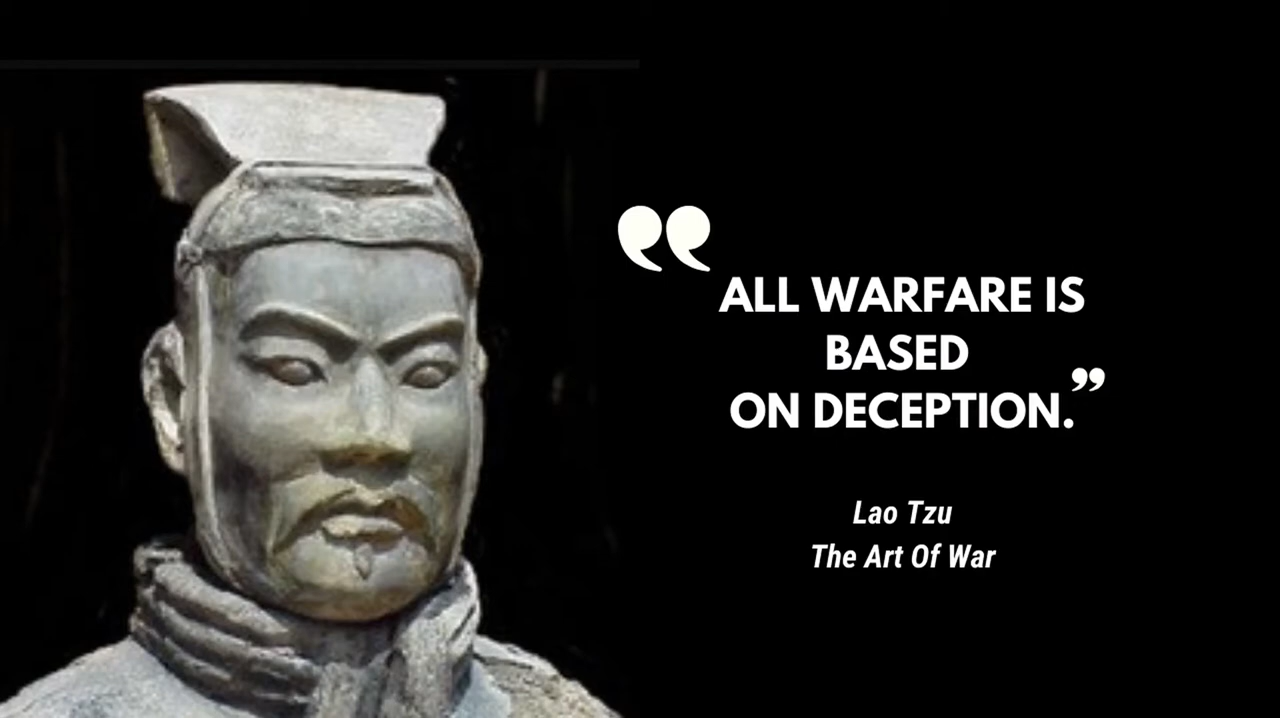 ”
ALL WARFARE IS
BASED
ON DECEPTION.”
Lao Tzu
The Art Of War